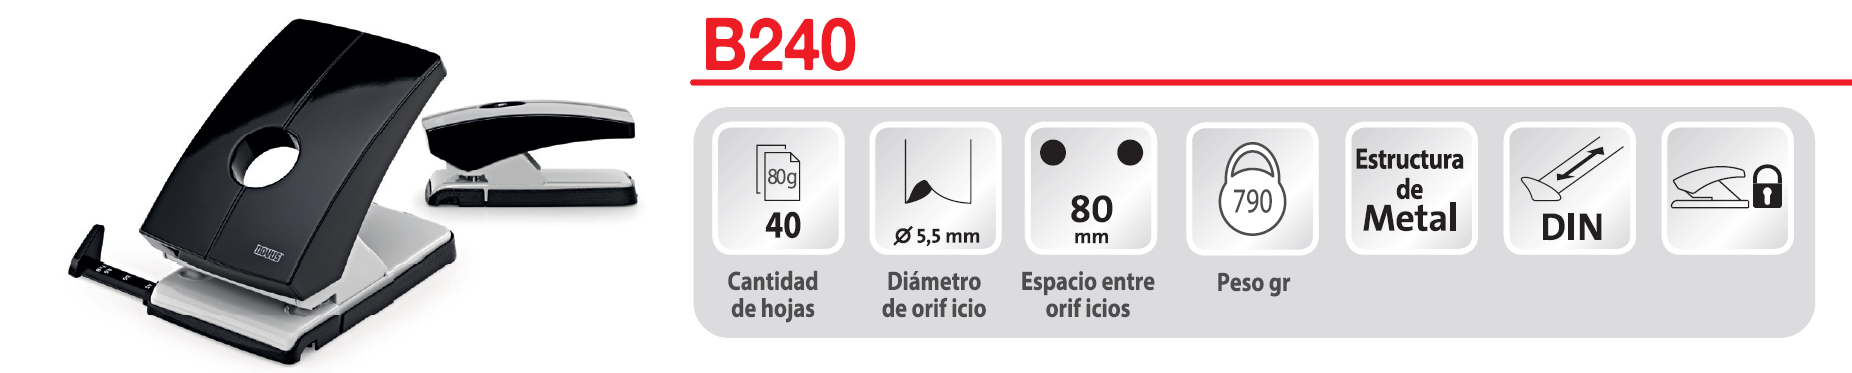 B240
NOVUS
80g
40
Cantidad
de hojas
Ø 5,5 mm
Diámetro
de orif icio
80
mm
Espacio entre
orif icios
790
Peso gr
Estructura
de
Metal
DIN